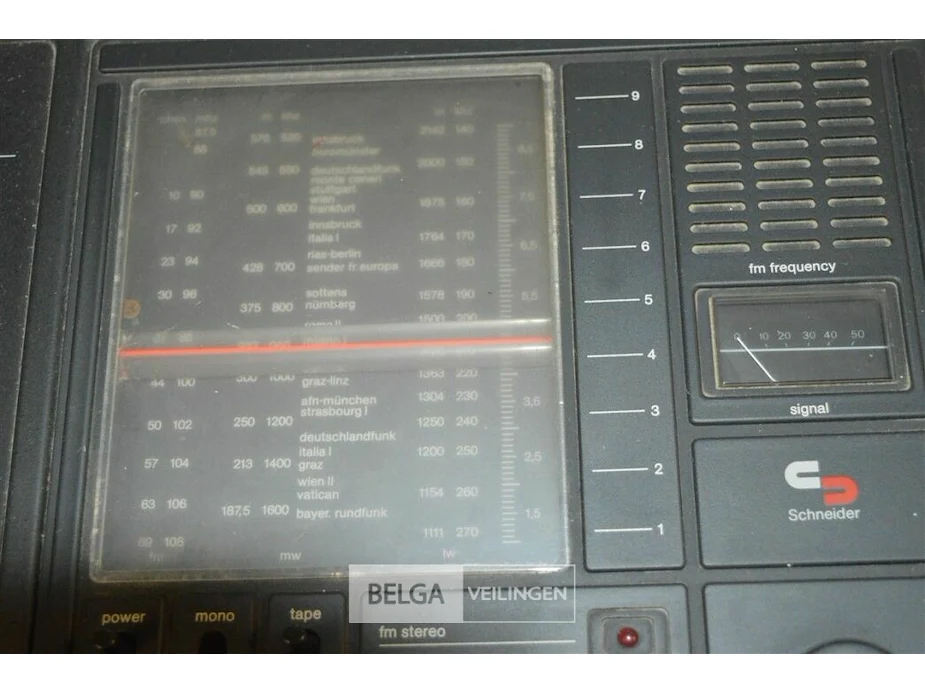 m khz
88
576 520 innsbruck 2142 140
545 550 deutschlandfunk 2000 150
stuttgart
wien
10 90 600 600 frankfurt 1875 160 7,5
innsbruck
17 92 italia I 1764 170
rias-berlin 6,5
23 94 428 700 sender fr. europa 1666 180
sottens
30 96 375 800 nürnberg 1578 190 5,5
1500 200
44 100 300 1000 graz-linz 1363 220
afn-münchen 1304 230 3,5
strasbourg I
50 102 250 1200 1250 240
deutschlandfunk
italia I 1200 250 2,5
57 104 213 1400 graz
wien II
vatican 1154 260
63 106 187,5 1600 bayer. rundfunk 1,5
69 108 1111 270
mw lw
9
8
7
6
5
4
3
2
1
fm frequency
0 10 20 30 40 50
signal
Schneider
power mono tape
fm stereo
BELGA VEILINGEN